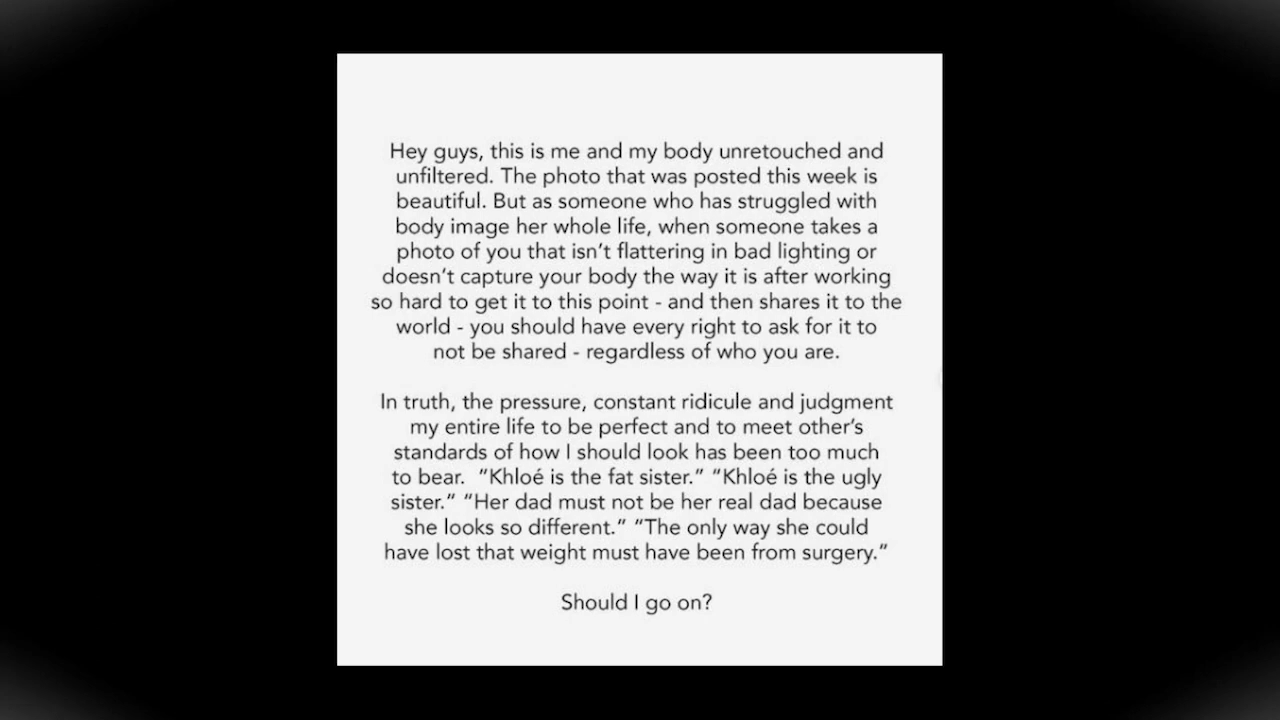 Hey guys, this is me and my body unretouched and
unfiltered. The photo that was posted this week is
beautiful. But as someone who has struggled with
body image her whole life, when someone takes a
photo of you that isn’t flattering in bad lighting or
doesn’t capture your body the way it is after working
so hard to get it to this point - and then shares it to the
world - you should have every right to ask for it to
not be shared - regardless of who you are.
In truth, the pressure, constant ridicule and judgment
my entire life to be perfect and to meet other’s
standards of how I should look has been too much
to bear.  “Khloé is the fat sister.” “Khloé is the ugly
sister.” “Her dad must not be her real dad because
she looks so different.” “The only way she could
have lost that weight must have been from surgery.”
Should I go on?